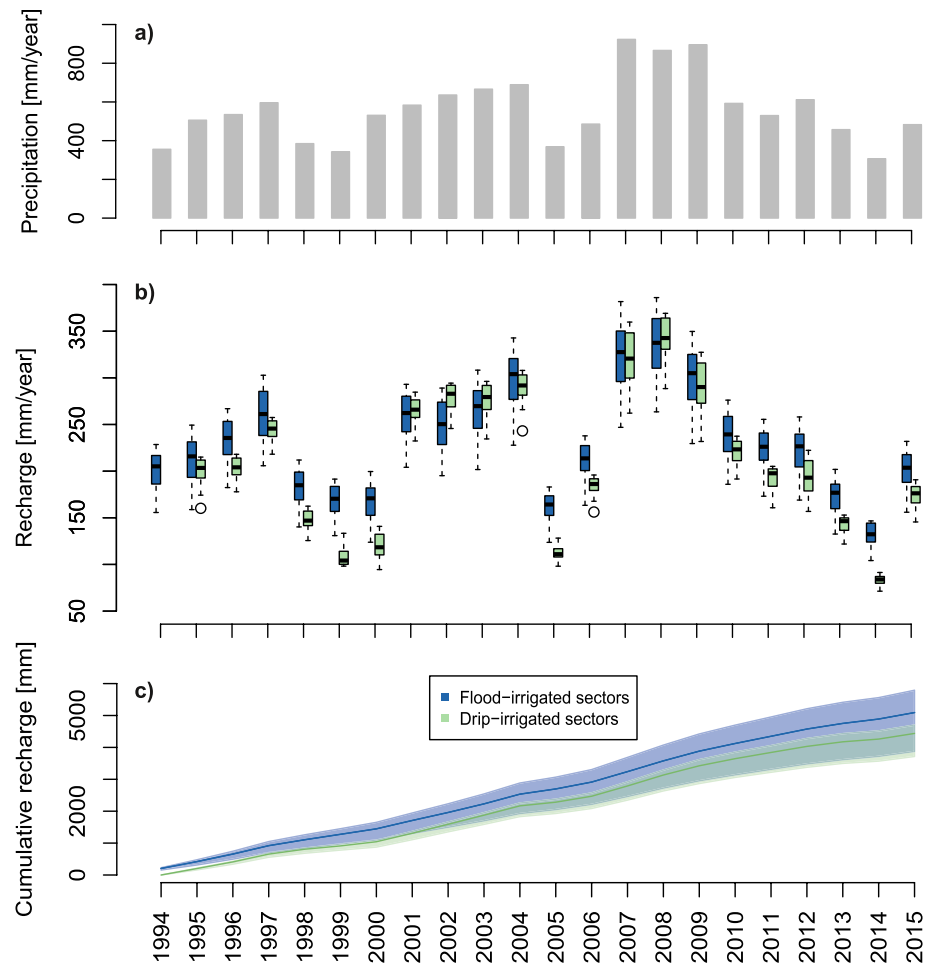 a)
Precipitation [mm/year]
800
400
0
b)
Recharge [mm/year]
350
250
150
50
c)
Cumulative recharge [mm]
5000
2000
0
Flood−irrigated sectors
Drip−irrigated sectors
1994 1995 1996 1997 1998 1999 2000 2001 2002 2003 2004 2005 2006 2007 2008 2009 2010 2011 2012 2013 2014 2015